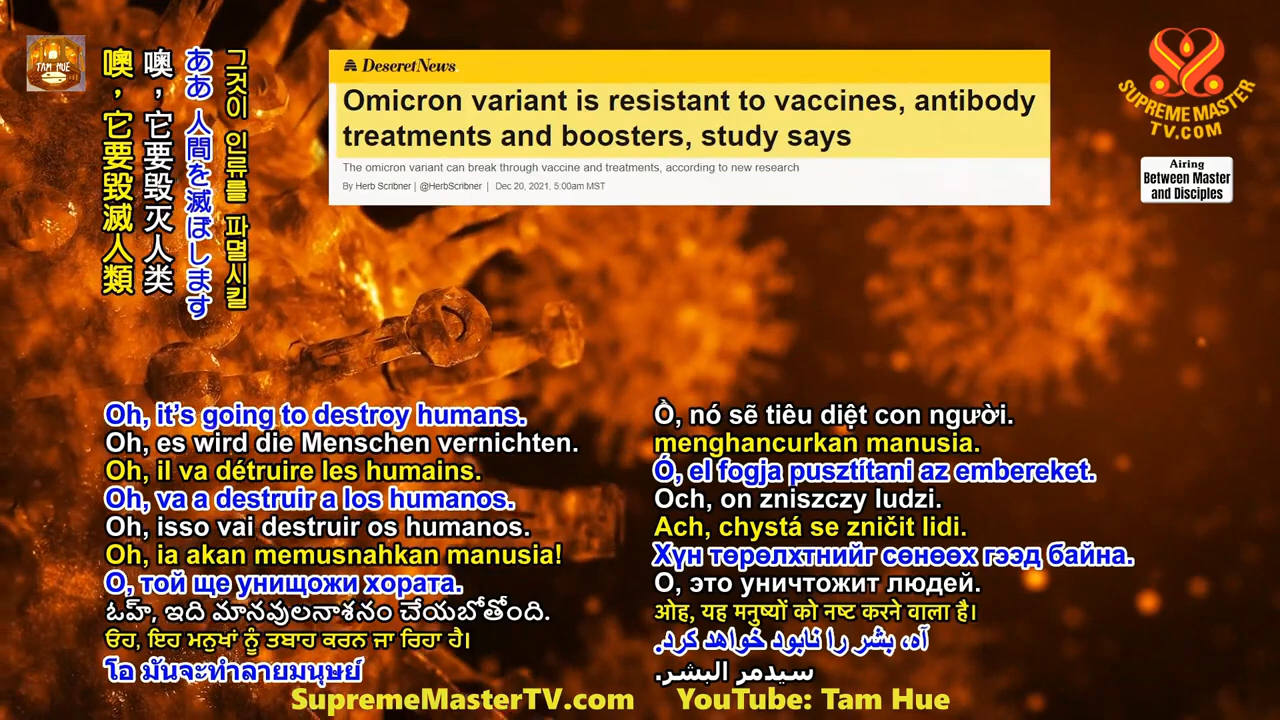 TAM HUE
噢，它要毀滅人類
噢，它要毁灭人类
ああ 人間を滅ぼします
그것이 인류를 파멸시킬
Deseret News
Omicron variant is resistant to vaccines, antibody
treatments and boosters, study says
The omicron variant can break through vaccine and treatments, according to new research
By Herb Scribner | @HerbScribner | Dec 20, 2021, 5:00am MST
SUPREME MASTER
TV.COM
Airing
Between Master
and Disciples
Oh, it’s going to destroy humans.
Oh, es wird die Menschen vernichten.
Oh, il va détruire les humains.
Oh, va a destruir a los humanos.
Oh, isso vai destruir os humanos.
Oh, ia akan memusnahkan manusia!
О, той ще унищожи хората.
ఓహ్, ఇది మానవులనాశనం చేయబోతోంది.
ਓਹ, ਇਹ ਮਨੁਖਾਂ ਨੂੰ ਤਬਾਹ ਕਰਨ ਜਾ ਰਿਹਾ ਹੈ।
โอ มันจะทำลายมนุษย์
Ồ, nó sẽ tiêu diệt con người.
menghancurkan manusia.
Ó, el fogja pusztítani az embereket.
Och, on zniszczy ludzi.
Ach, chystá se zničit lidi.
Хүн төрөлхтнийг сөнөөх гээд байна.
О, это уничтожит людей.
ओह, यह मनुष्यों को नष्ट करने वाला है।
آه، بشر را نابود خواهد کرد.
سيدمر البشر.
SupremeMasterTV.com
YouTube: Tam Hue